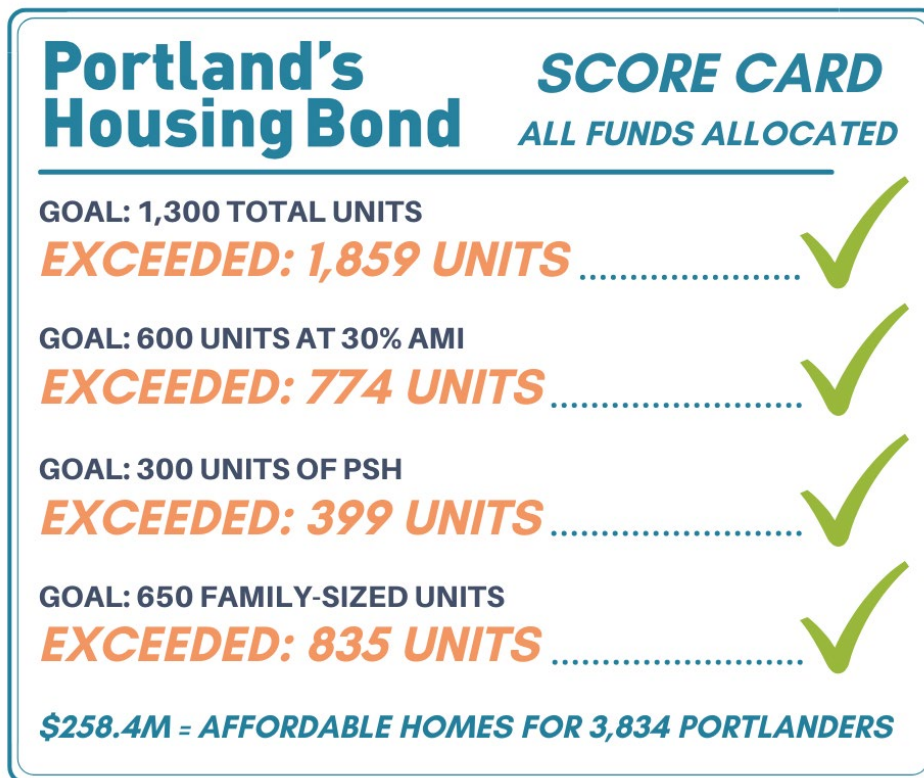 Portland's
Housing Bond
SCORE CARD
ALL FUNDS ALLOCATED
GOAL: 1,300 TOTAL UNITS
EXCEEDED: 1,859 UNITS
GOAL: 600 UNITS AT 30% AMI
EXCEEDED: 774 UNITS
GOAL: 300 UNITS OF PSH
EXCEEDED: 399 UNITS
GOAL: 650 FAMILY-SIZED UNITS
EXCEEDED: 835 UNITS
$258.4M = AFFORDABLE HOMES FOR 3,834 PORTLANDERS